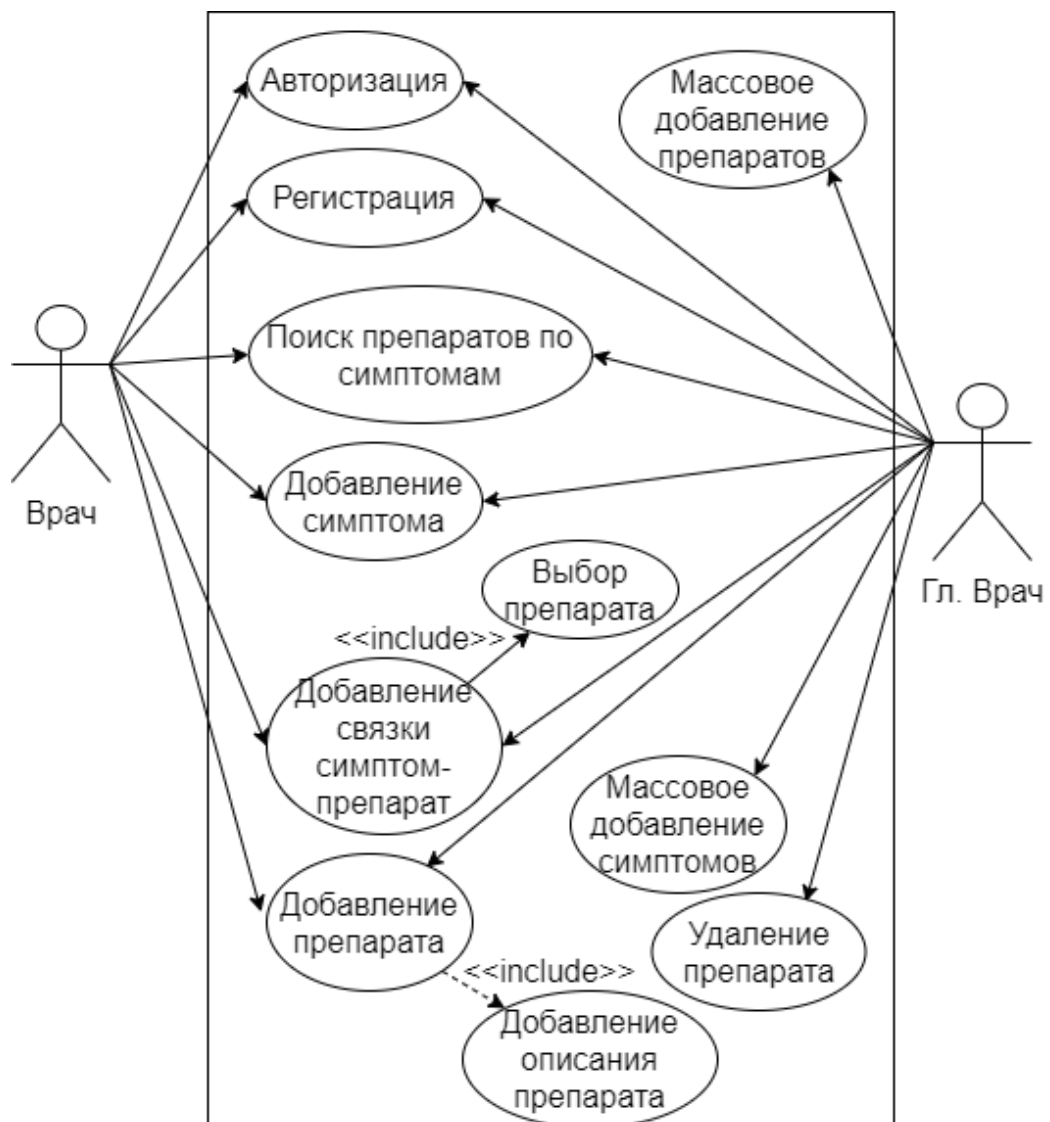 Авторизация
Массовое
добавление
препаратов
Регистрация
Поиск препаратов по
симптомам
Врач
Добавление
симптома
Гл. Врач
Выбор
препарата
<<include>>
Добавление
связки
симптом-
препарат
Массовое
добавление
симптомов
Добавление
препарата
Удаление
препарата
<<include>>
Добавление
описания
препарата